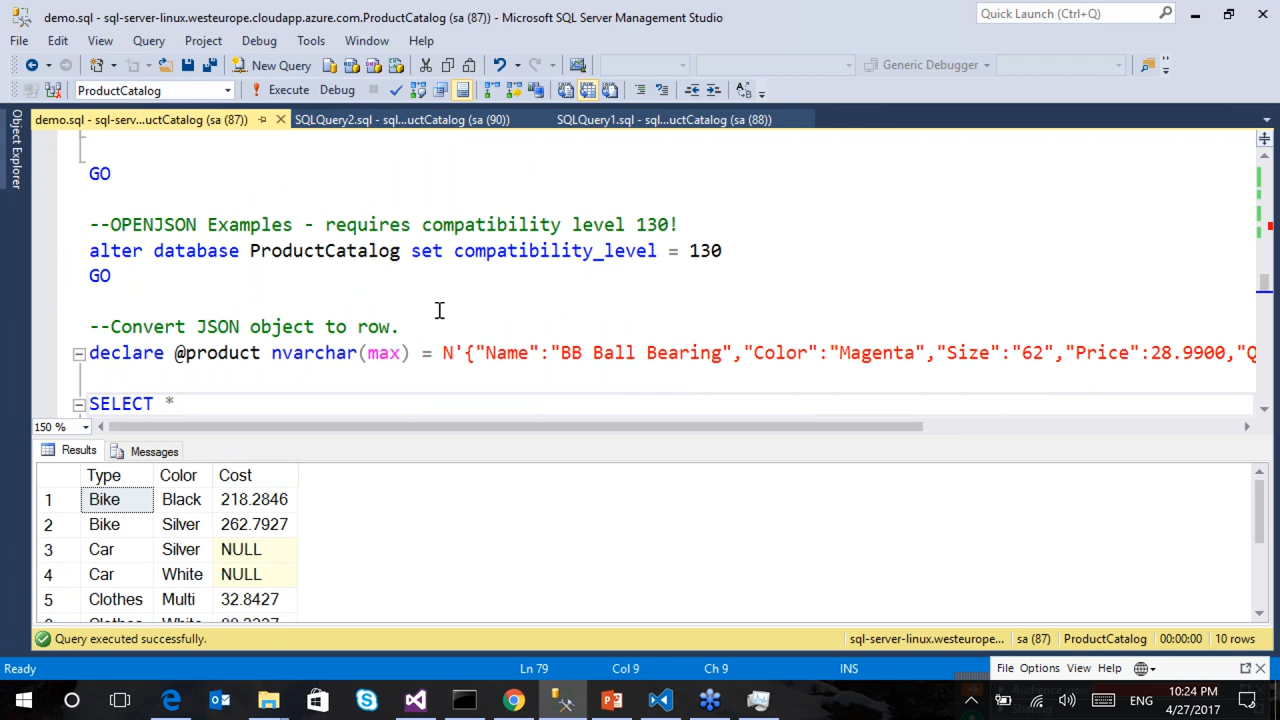 demo.sql - sql-server-linux.westeurope.cloudapp.azure.com.ProductCatalog (sa (87)) - Microsoft SQL Server Management Studio
Quick Launch (Ctrl+Q)
File Edit View Query Project Debug Tools Window Help
New Query
Generic Debugger
ProductCatalog
Execute Debug
demo.sql - sql-serv...uctCatalog (sa (87))
SQLQuery2.sql - sql...uctCatalog (sa (90))
SQLQuery1.sql - sql...uctCatalog (sa (88))
Object Explorer
GO
--OPENJSON Examples - requires compatibility level 130!
alter database ProductCatalog set compatibility_level = 130
GO
--Convert JSON object to row.
declare @product nvarchar(max) = N'{"Name":"BB Ball Bearing","Color":"Magenta","Size":"62","Price":28.9900,"Q
SELECT *
150 %
Results Messages
Type Color Cost
1 Bike Black 218.2846
2 Bike Silver 262.7927
3 Car Silver NULL
4 Car White NULL
5 Clothes Multi 32.8427
Query executed successfully.
sql-server-linux.westeurope... sa (87) ProductCatalog 00:00:00 10 rows
Ready Ln 79 Col 9 Ch 9 INS
File Options View Help
ENG
10:24 PM
4/27/2017